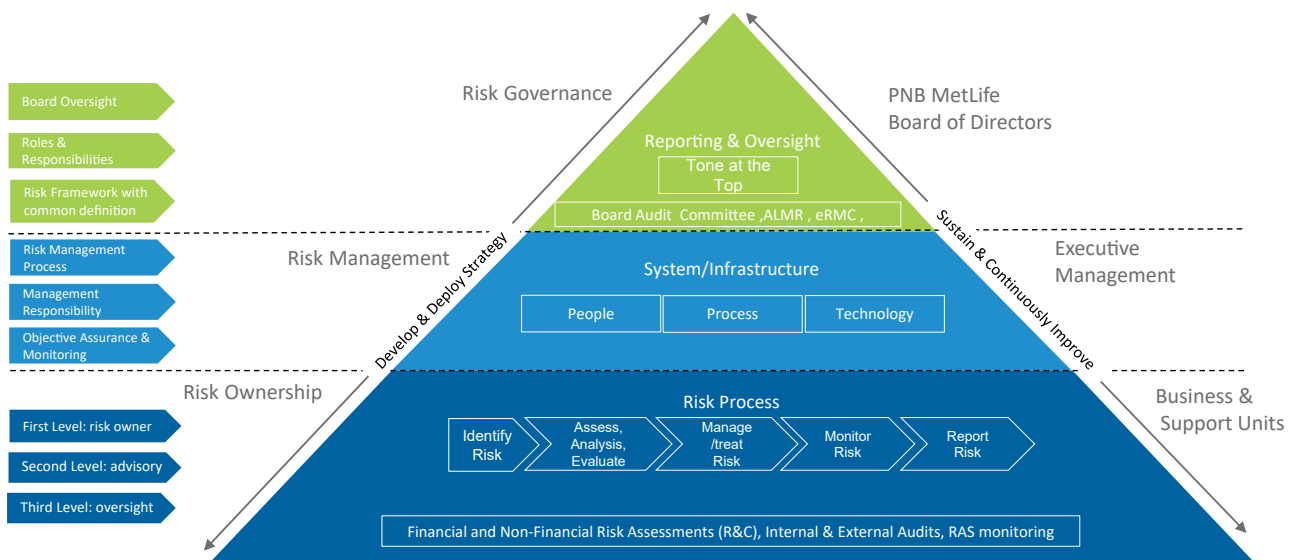 Board Oversight
Roles &
Responsibilities
Risk Framework with
common definition
Risk Management
Process
Management
Responsibility
Objective Assurance &
Monitoring
First Level: risk owner
Second Level: advisory
Third Level: oversight
Risk Governance
Risk Management
Risk Ownership
Develop & Deploy Strategy
Reporting & Oversight
Tone at the
Top
Board Audit  Committee ,ALMR , eRMC ,
System/Infrastructure
People
Process
Technology
Risk Process
Identify
Risk
Assess,
Analysis,
Evaluate
Manage
/treat
Risk
Monitor
Risk
Report
Risk
Financial and Non-Financial Risk Assessments (R&C), Internal & External Audits, RAS monitoring
Sustain & Continuously Improve
PNB MetLife
Board of Directors
Executive
Management
Business &
Support Units